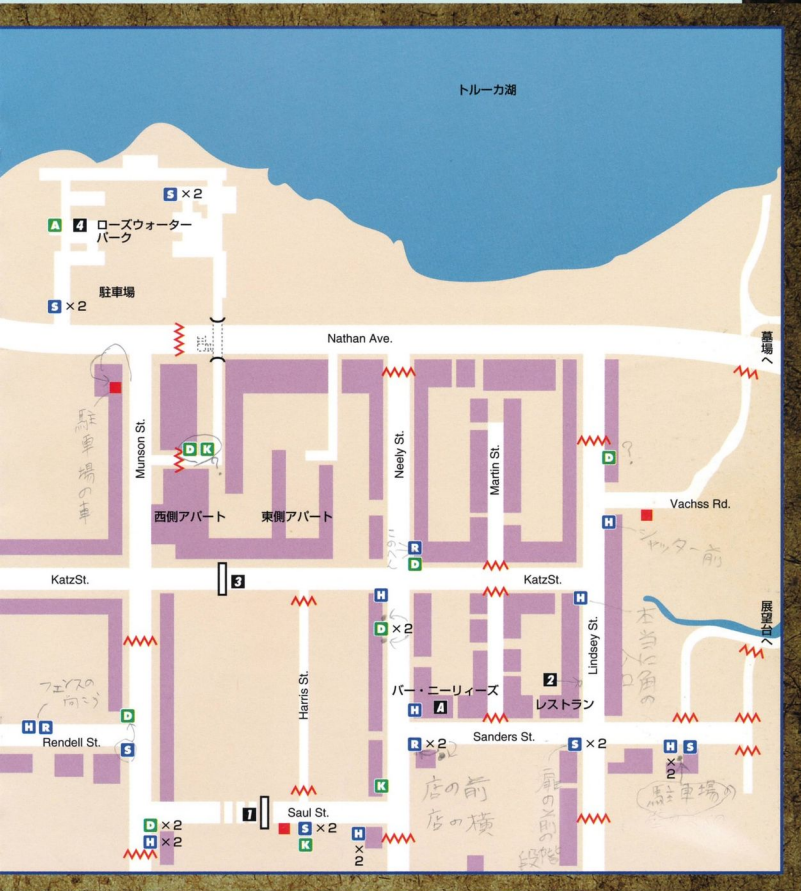 トルーカ湖
S ×2
A 4 ローズウォーター
パーク
駐車場
S ×2
Nathan Ave.
墓場へ
駐車場の車
Munson St.
D K
?
西側アパート
東側アパート
Neely St.
Martin St.
D ?
Vachss Rd.
H
シャッター前
R
D
KatzSt.
3
KatzSt.
H
H
D ×2
本当に角の
入口
展望台へ
Harris St.
Lindsey St.
バー・ニーリィーズ
H A
2
レストラン
フェンスの
向こう
H R
D
Rendell St.
S
R ×2
Sanders St.
S ×2
H S
×
2
駐車場の
K
店の前
店の横
D ×2
H ×2
1
Saul St.
S ×2
K
H
×
2